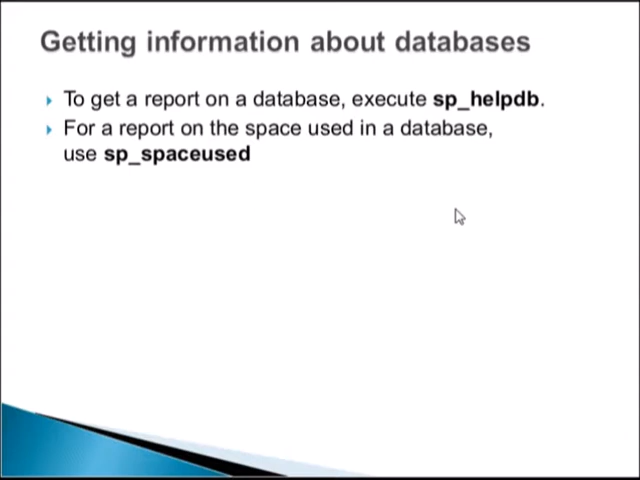 Getting information about databases
To get a report on a database, execute sp_helpdb.
For a report on the space used in a database,
use sp_spaceused